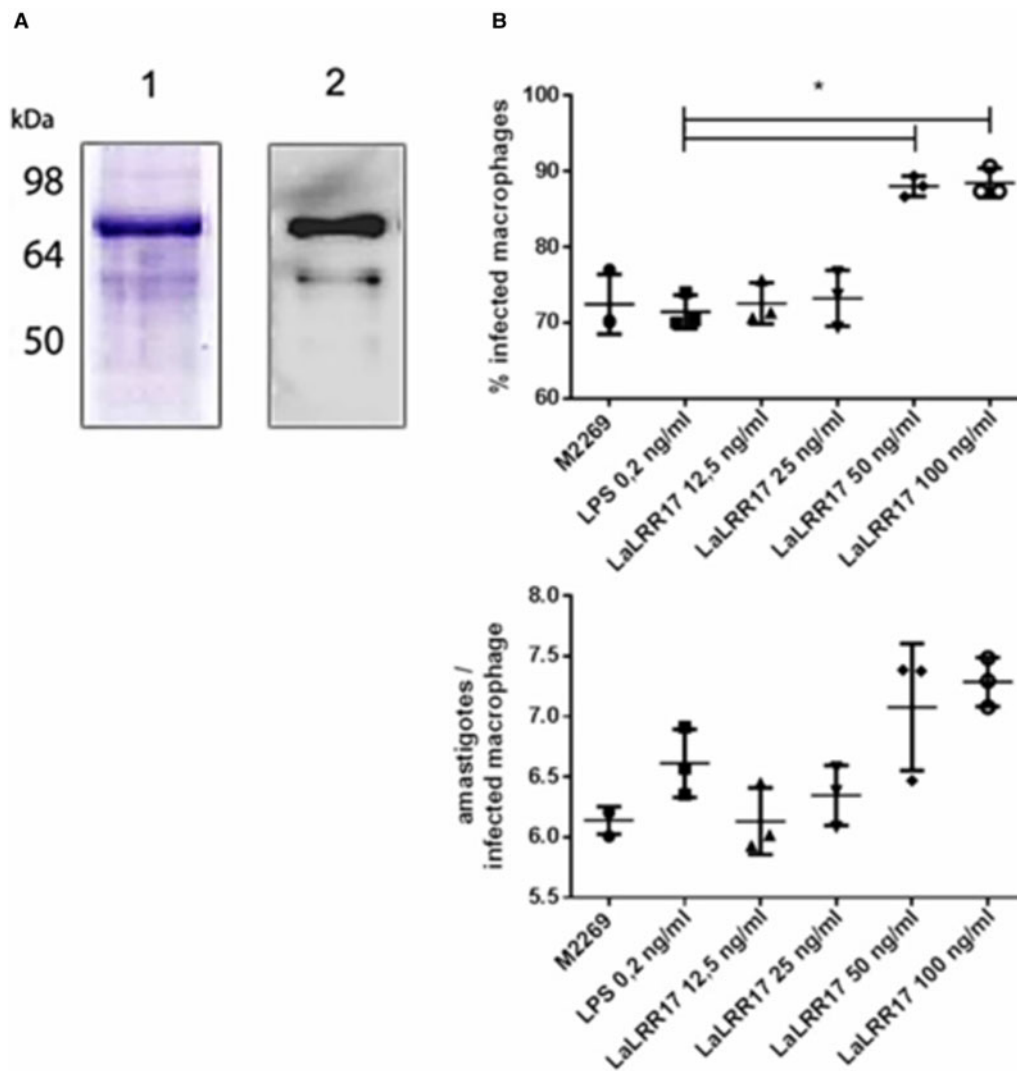 A
B
1
2
kDa
98
64
50
*
% infected macrophages
100
90
80
70
60
M2269
LPS 0,2 ng/ml
LaLRR17 12,5 ng/ml
LaLRR17 25 ng/ml
LaLRR17 50 ng/ml
LaLRR17 100 ng/ml
amastigotes /
infected macrophage
8.0
7.5
7.0
6.5
6.0
5.5
M2269
LPS 0,2 ng/ml
LaLRR17 12,5 ng/ml
LaLRR17 25 ng/ml
LaLRR17 50 ng/ml
LaLRR17 100 ng/ml